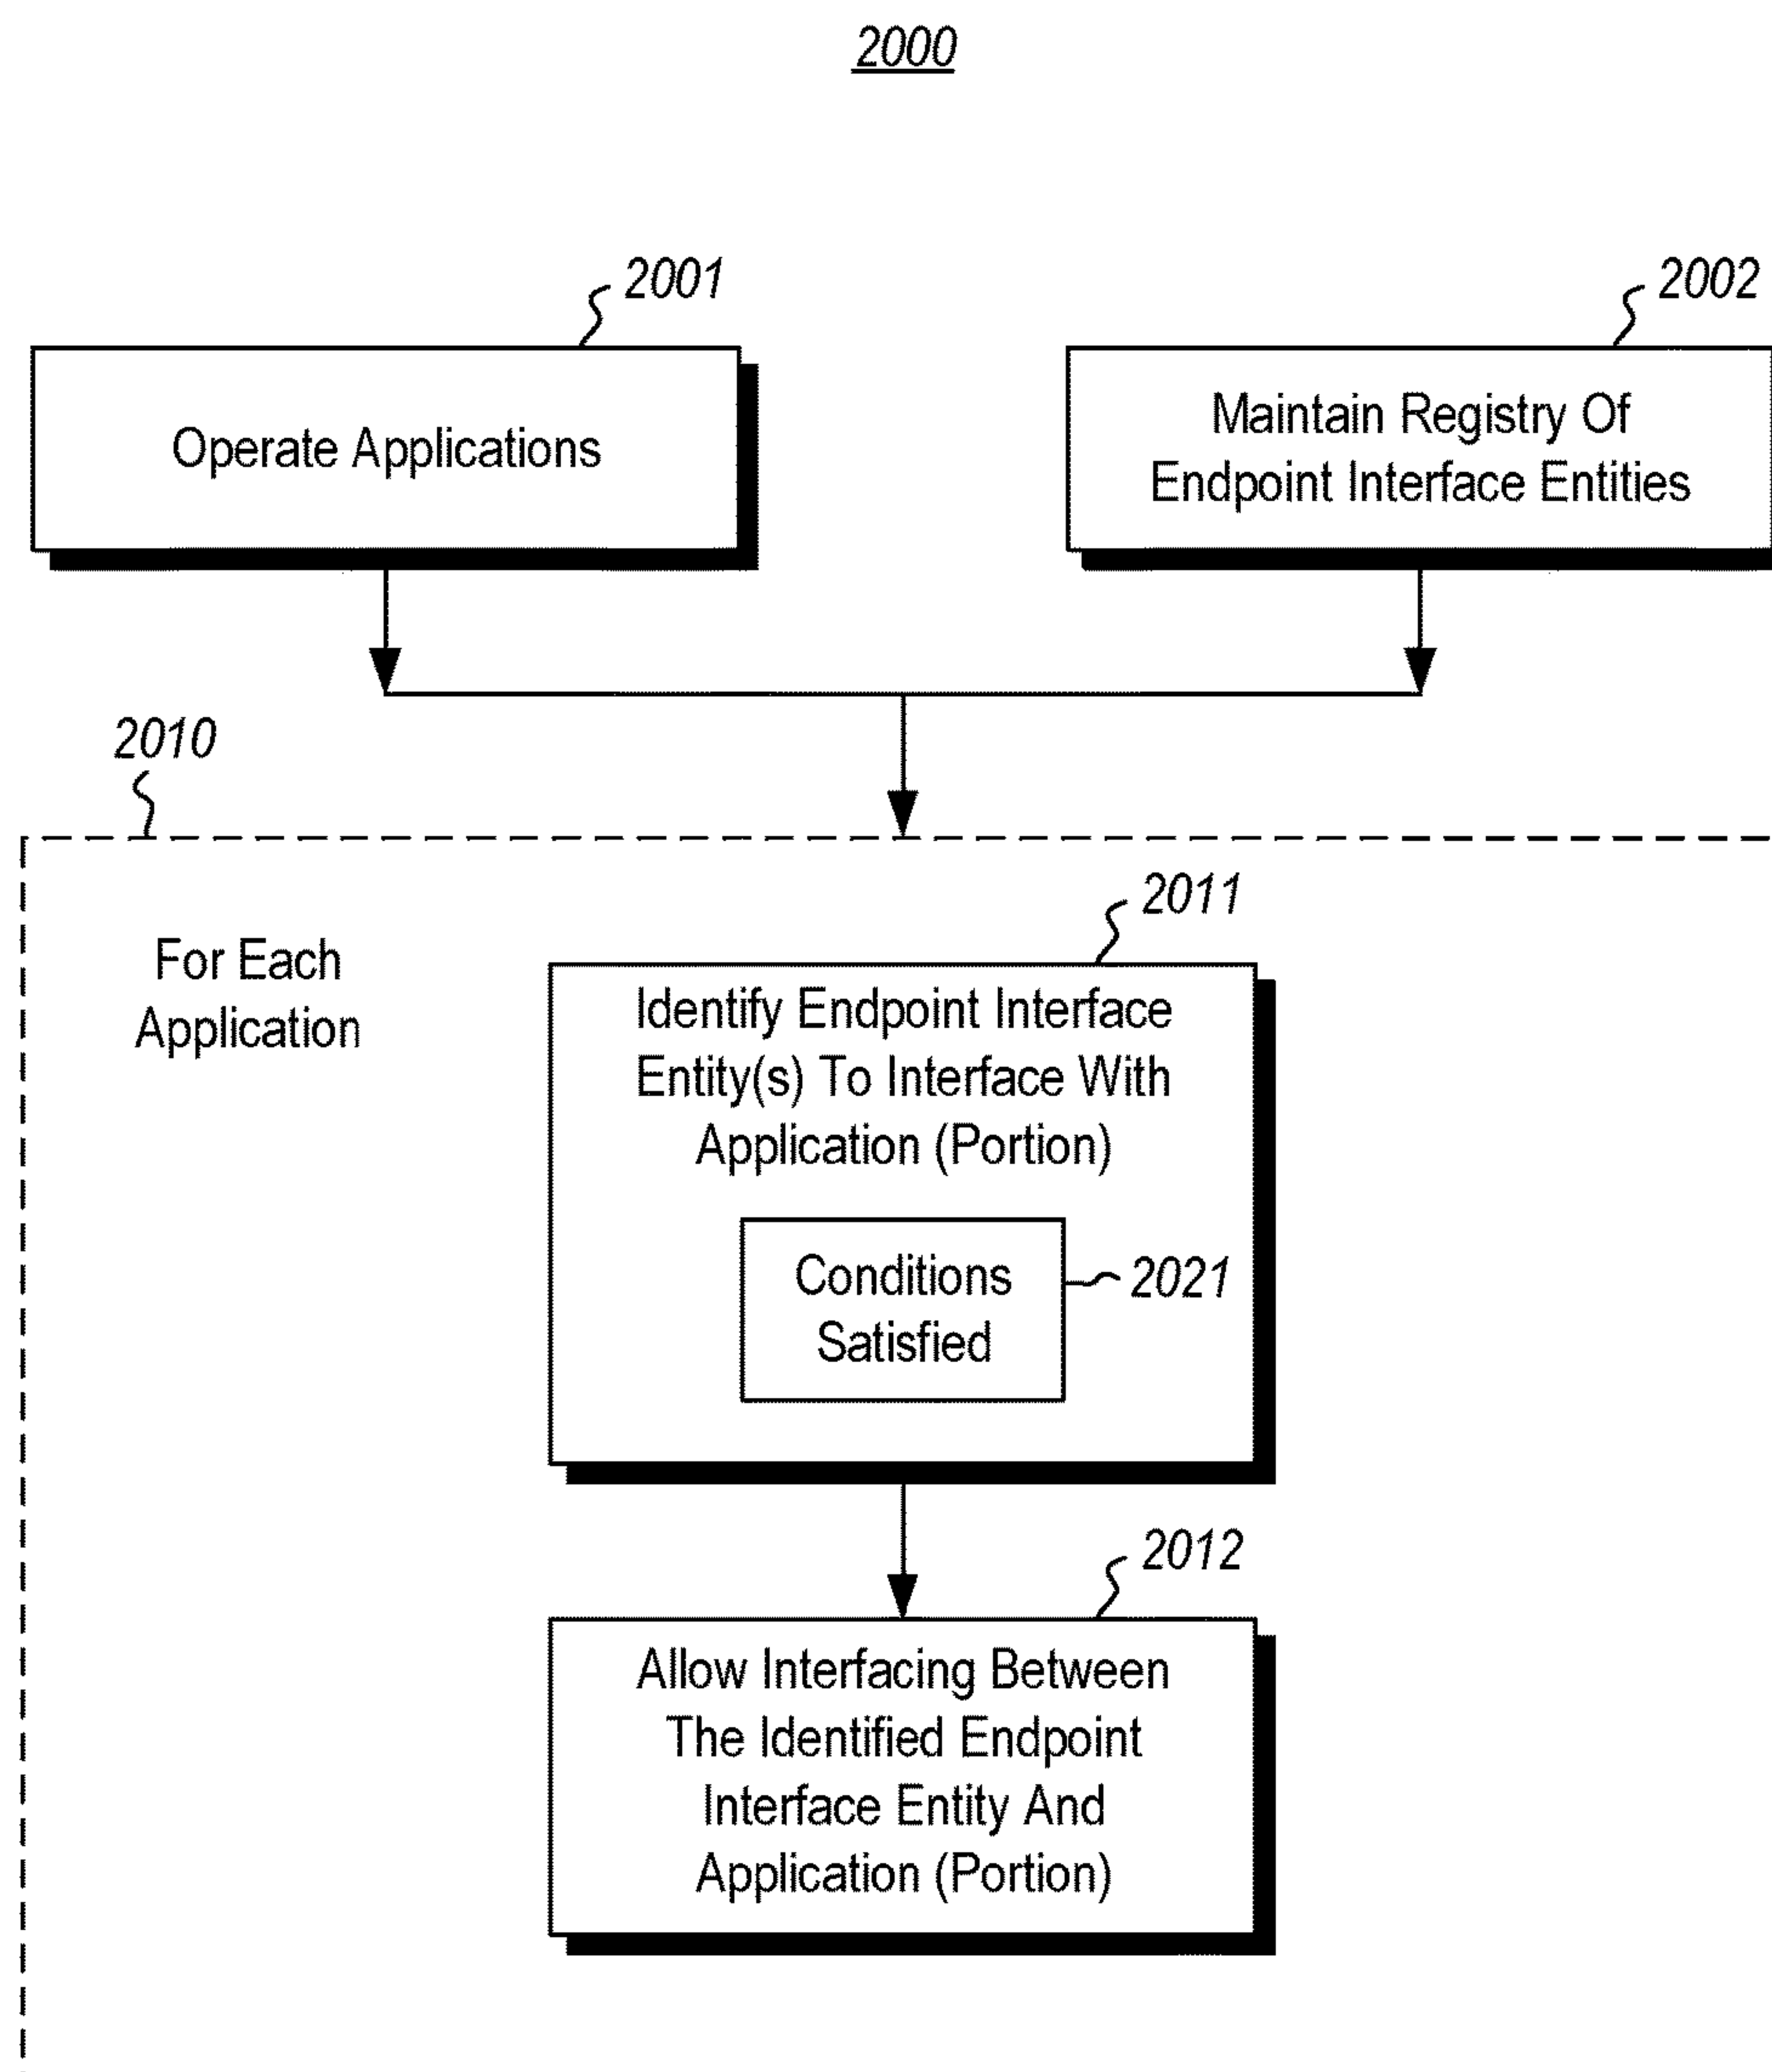 2000
2001
2002
Operate Applications
Maintain Registry Of
Endpoint Interface Entities
2010
For Each
Application
2011
Identify Endpoint Interface
Entity(s) To Interface With
Application (Portion)
Conditions
Satisfied
2021
2012
Allow Interfacing Between
The Identified Endpoint
Interface Entity And
Application (Portion)